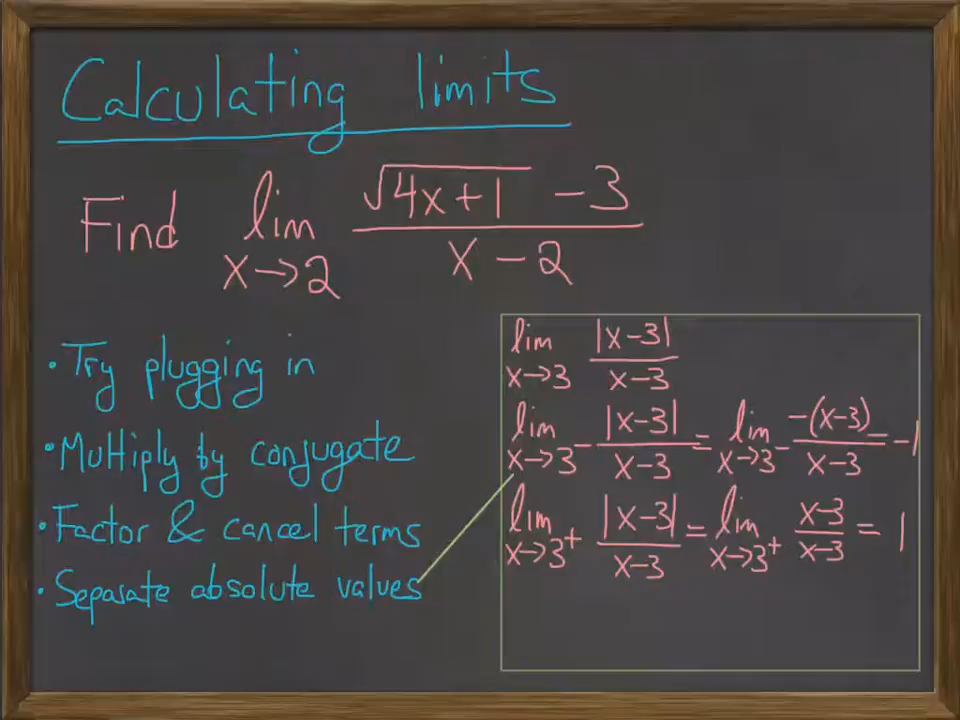 Calculating limits
Find lim x→2 (√(4x+1) − 3)/(x − 2)
• Try plugging in
• Multiply by conjugate
• Factor & cancel terms
• Separate absolute values
lim x→3 |x−3|/(x−3)
lim x→3⁻ |x−3|/(x−3) = lim x→3⁻ −(x−3)/(x−3) = −1
lim x→3⁺ |x−3|/(x−3) = lim x→3⁺ (x−3)/(x−3) = 1